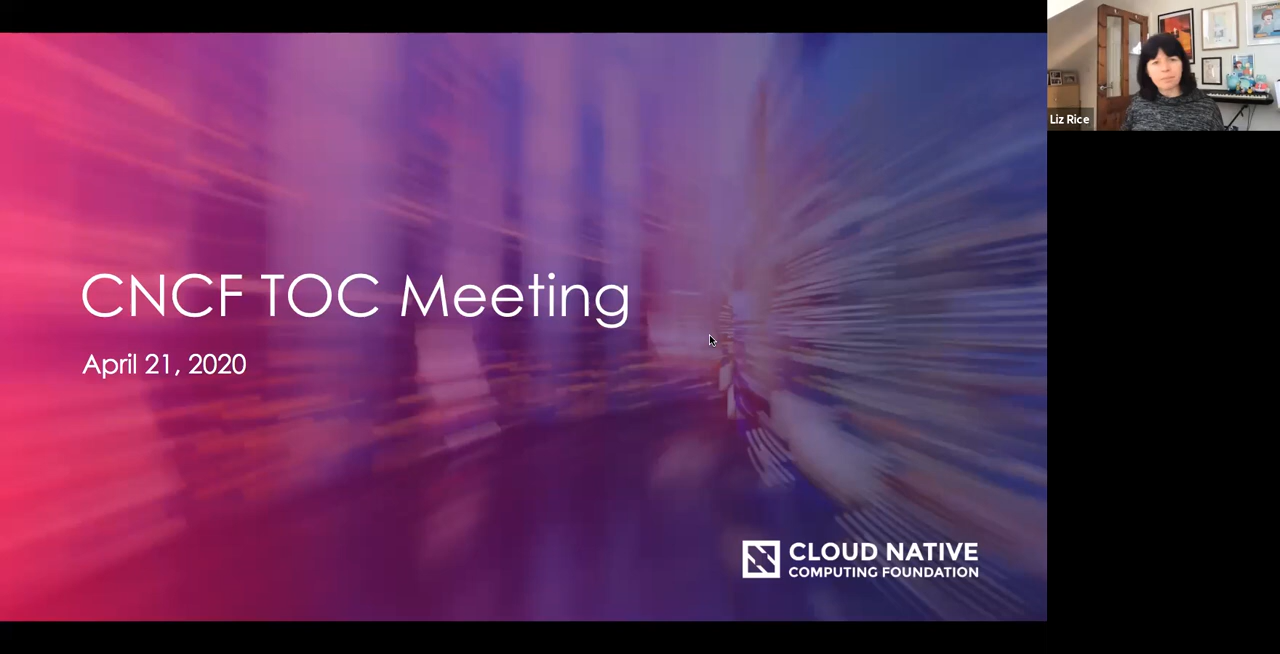 CNCF TOC Meeting
April 21, 2020
CLOUD NATIVE
COMPUTING FOUNDATION
Liz Rice